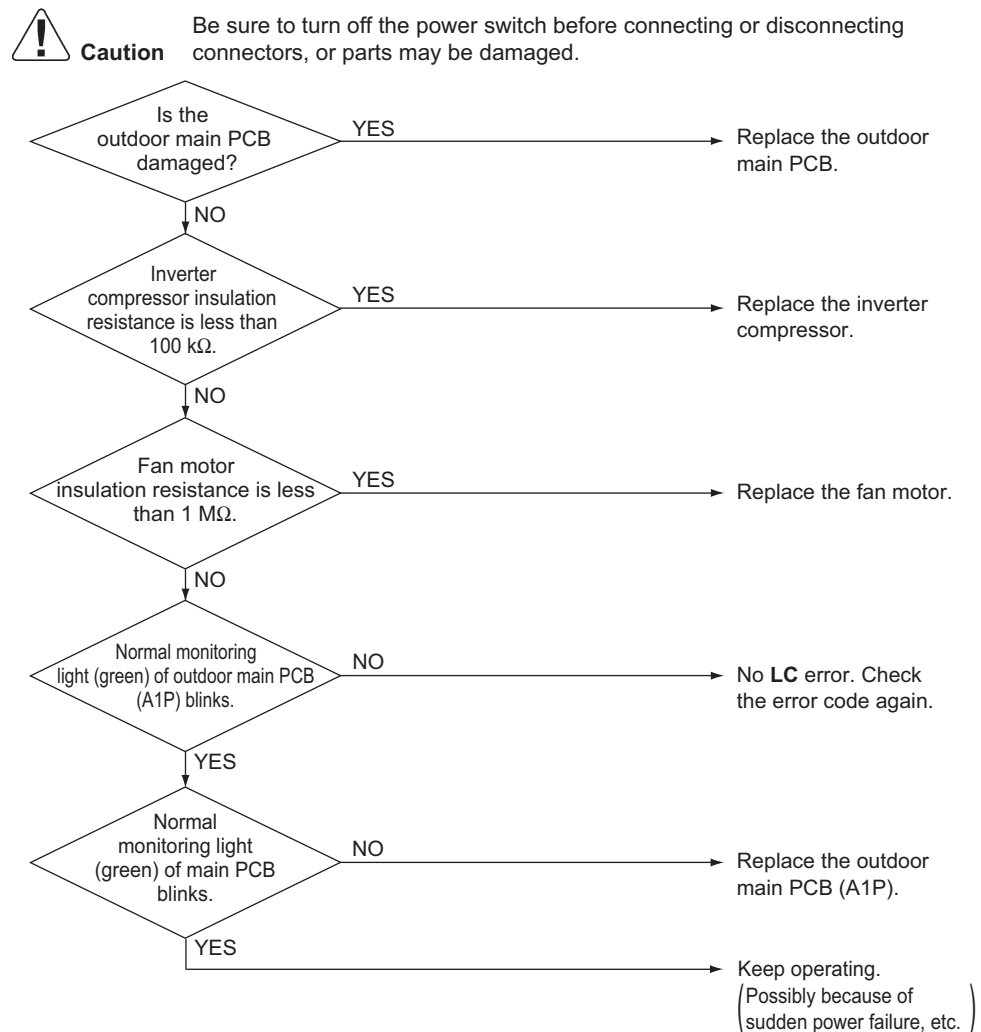 Be sure to turn off the power switch before connecting or disconnecting
Caution connectors, or parts may be damaged.
Is the
outdoor main PCB
damaged?
YES
Replace the outdoor
main PCB.
NO
Inverter
compressor insulation
resistance is less than
100 kΩ.
YES
Replace the inverter
compressor.
NO
Fan motor
insulation resistance is less
than 1 MΩ.
YES
Replace the fan motor.
NO
Normal monitoring
light (green) of outdoor main PCB
(A1P) blinks.
NO
No LC error. Check
the error code again.
YES
Normal
monitoring light
(green) of main PCB
blinks.
NO
Replace the outdoor
main PCB (A1P).
YES
Keep operating.
(Possibly because of
sudden power failure, etc.)